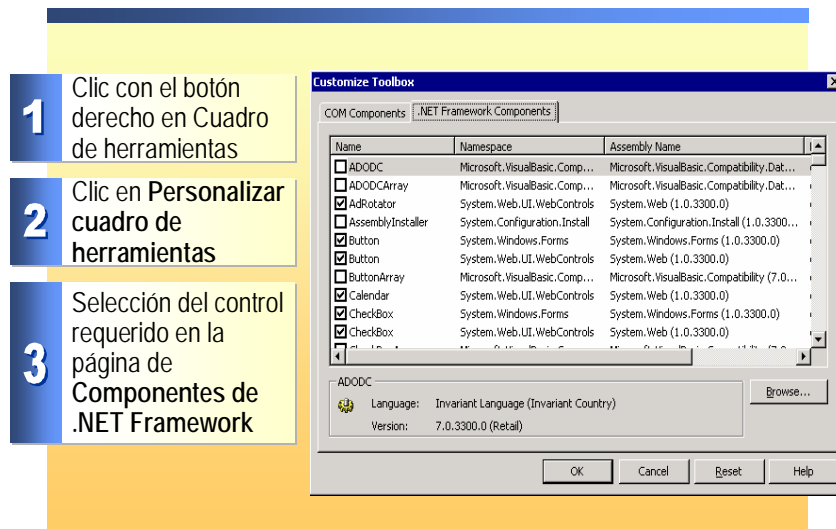 1
Clic con el botón
derecho en Cuadro
de herramientas
2
Clic en Personalizar
cuadro de
herramientas
3
Selección del control
requerido en la
página de
Componentes de
.NET Framework
Customize Toolbox
COM Components .NET Framework Components
Name Namespace Assembly Name
ADODC Microsoft.VisualBasic.Comp... Microsoft.VisualBasic.Compatibility.Dat...
ADODCArray Microsoft.VisualBasic.Comp... Microsoft.VisualBasic.Compatibility.Dat...
AdRotator System.Web.UI.WebControls System.Web (1.0.3300.0)
AssemblyInstaller System.Configuration.Install System.Configuration.Install (1.0.3300...
Button System.Windows.Forms System.Windows.Forms (1.0.3300.0)
Button System.Web.UI.WebControls System.Web (1.0.3300.0)
ButtonArray Microsoft.VisualBasic.Comp... Microsoft.VisualBasic.Compatibility (7.0...
Calendar System.Web.UI.WebControls System.Web (1.0.3300.0)
CheckBox System.Windows.Forms System.Windows.Forms (1.0.3300.0)
CheckBox System.Web.UI.WebControls System.Web (1.0.3300.0)
ADODC
Language: Invariant Language (Invariant Country)
Version: 7.0.3300.0 (Retail)
Browse...
OK Cancel Reset Help